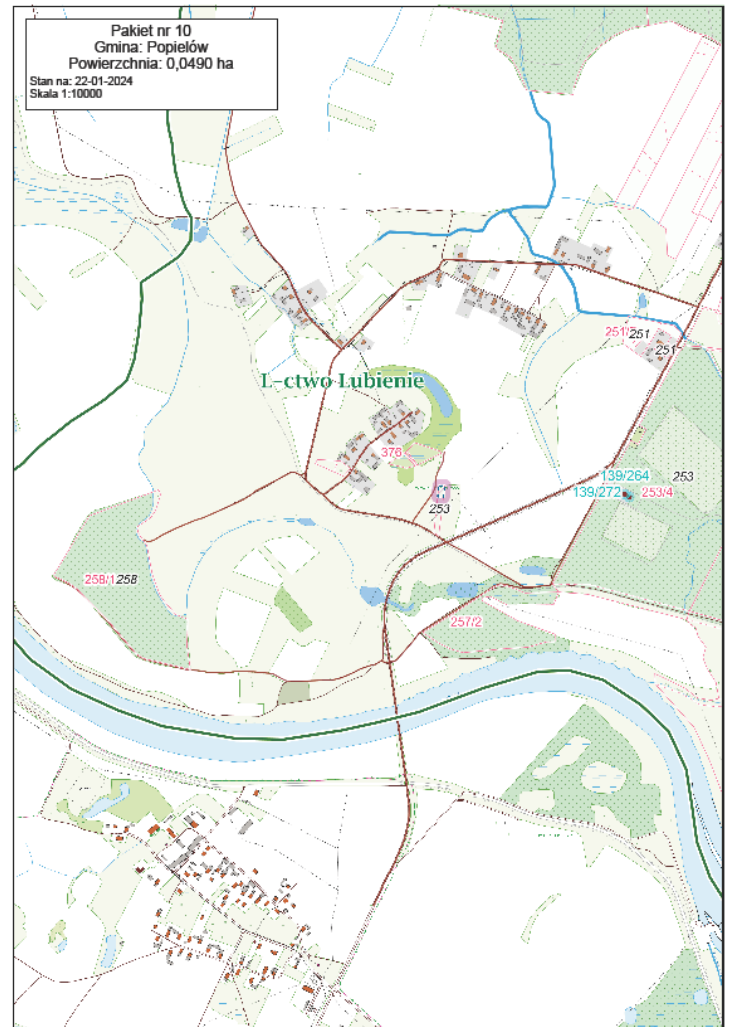 Pakiet nr 10
Gmina: Popielów
Powierzchnia: 0,0490 ha
Stan na: 22-01-2024
Skala 1:10000
251
251
L-ctwo Lubienie
376
139/264
253
139/272
253/4
253
258/1
258
257/2